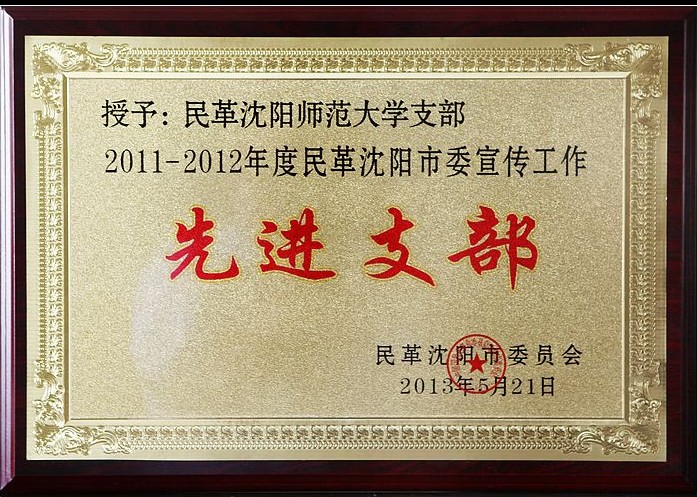 授予：民革沈阳师范大学支部
2011-2012年度民革沈阳市委宣传工作
先进支部
民革沈阳市委员会
2013年5月21日